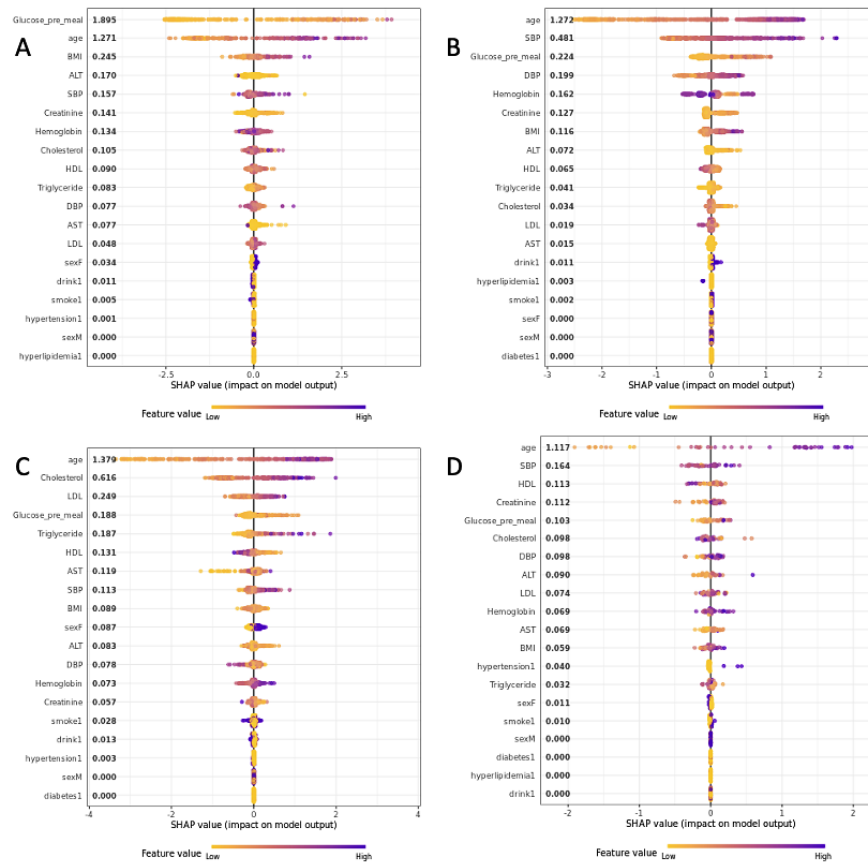 A
Glucose_pre_meal 1.895
age 1.271
BMI 0.245
ALT 0.170
SBP 0.157
Creatinine 0.141
Hemoglobin 0.134
Cholesterol 0.105
HDL 0.090
Triglyceride 0.083
DBP 0.077
AST 0.077
LDL 0.048
sexF 0.034
drink1 0.011
smoke1 0.005
hypertension1 0.001
sexM 0.000
hyperlipidemia1 0.000
-2.5 0.0 2.5
SHAP value (impact on model output)
Feature value Low High
B
age 1.272
SBP 0.481
Glucose_pre_meal 0.224
DBP 0.199
Hemoglobin 0.162
Creatinine 0.127
BMI 0.116
ALT 0.072
HDL 0.065
Triglyceride 0.041
Cholesterol 0.034
LDL 0.019
AST 0.015
drink1 0.011
hyperlipidemia1 0.003
smoke1 0.002
sexF 0.000
sexM 0.000
diabetes1 0.000
-3 -2 -1 0 1 2
SHAP value (impact on model output)
Feature value Low High
C
age 1.379
Cholesterol 0.616
LDL 0.249
Glucose_pre_meal 0.188
Triglyceride 0.187
HDL 0.131
AST 0.119
SBP 0.113
BMI 0.089
sexF 0.087
ALT 0.083
DBP 0.078
Hemoglobin 0.073
Creatinine 0.057
smoke1 0.028
drink1 0.013
hypertension1 0.003
sexM 0.000
diabetes1 0.000
-4 -2 0 2 4
SHAP value (impact on model output)
Feature value Low High
D
age 1.117
SBP 0.164
HDL 0.113
Creatinine 0.112
Glucose_pre_meal 0.103
Cholesterol 0.098
DBP 0.098
ALT 0.090
LDL 0.074
Hemoglobin 0.069
AST 0.069
BMI 0.059
hypertension1 0.040
Triglyceride 0.032
sexF 0.011
smoke1 0.010
sexM 0.000
diabetes1 0.000
hyperlipidemia1 0.000
drink1 0.000
-2 -1 0 1 2
SHAP value (impact on model output)
Feature value Low High